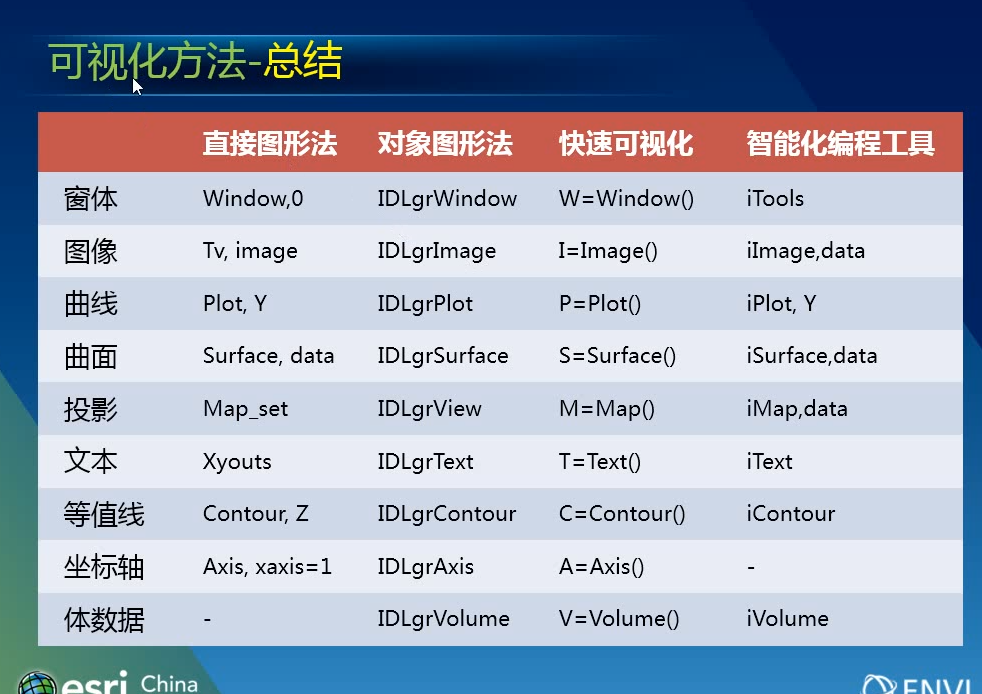 可视化方法-总结
直接图形法 对象图形法 快速可视化 智能化编程工具
窗体 Window,0 IDLgrWindow W=Window() iTools
图像 Tv, image IDLgrImage I=Image() iImage,data
曲线 Plot, Y IDLgrPlot P=Plot() iPlot, Y
曲面 Surface, data IDLgrSurface S=Surface() iSurface,data
投影 Map_set IDLgrView M=Map() iMap,data
文本 Xyouts IDLgrText T=Text() iText
等值线 Contour, Z IDLgrContour C=Contour() iContour
坐标轴 Axis, xaxis=1 IDLgrAxis A=Axis() -
体数据 - IDLgrVolume V=Volume() iVolume
esri China ENVI